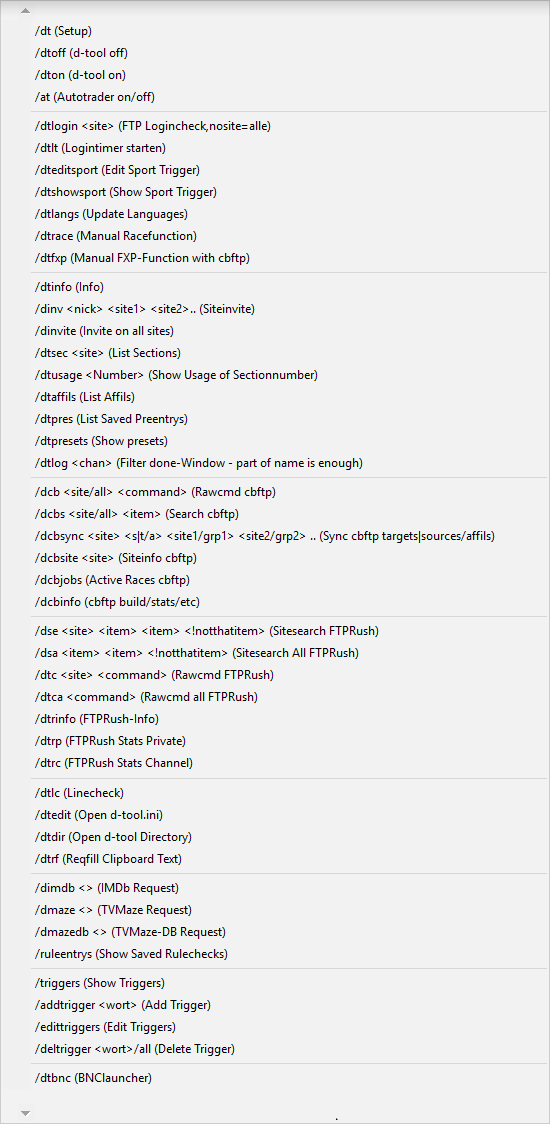 /dt (Setup)
/dtoff (d-tool off)
/dton (d-tool on)
/at (Autotrader on/off)
/dtlogin <site> (FTP Logincheck,nosite=alle)
/dtlt (Logintimer starten)
/dteditsport (Edit Sport Trigger)
/dtshowsport (Show Sport Trigger)
/dtlangs (Update Languages)
/dtrace (Manual Racefunction)
/dtfxp (Manual FXP-Function with cbftp)
/dtinfo (Info)
/dinv <nick> <site1> <site2>.. (Siteinvite)
/dinvite (Invite on all sites)
/dtsec <site> (List Sections)
/dtusage <Number> (Show Usage of Sectionnumber)
/dtaffils (List Affils)
/dtpres (List Saved Preentrys)
/dtpresets (Show presets)
/dtlog <chan> (Filter done-Window - part of name is enough)
/dcb <site/all> <command> (Rawcmd cbftp)
/dcbs <site/all> <item> (Search cbftp)
/dcbsync <site> <s|t/a> <site1/grp1> <site2/grp2> .. (Sync cbftp targets|sources/affils)
/dcbsite <site> (Siteinfo cbftp)
/dcbjobs (Active Races cbftp)
/dcbinfo (cbftp build/stats/etc)
/dse <site> <item> <item> <!notthatitem> (Sitesearch FTPRush)
/dsa <item> <item> <!notthatitem> (Sitesearch All FTPRush)
/dtc <site> <command> (Rawcmd FTPRush)
/dtca <command> (Rawcmd all FTPRush)
/dtrinfo (FTPRush-Info)
/dtrp (FTPRush Stats Private)
/dtrc (FTPRush Stats Channel)
/dtlc (Linecheck)
/dtedit (Open d-tool.ini)
/dtdir (Open d-tool Directory)
/dtrf (Reqfill Clipboard Text)
/dimdb <> (IMDb Request)
/dmaze <> (TVMaze Request)
/dmazedb <> (TVMaze-DB Request)
/ruleentrys (Show Saved Rulechecks)
/triggers (Show Triggers)
/addtrigger <wort> (Add Trigger)
/edittriggers (Edit Triggers)
/deltrigger <wort>/all (Delete Trigger)
/dtbnc (BNClauncher)
.